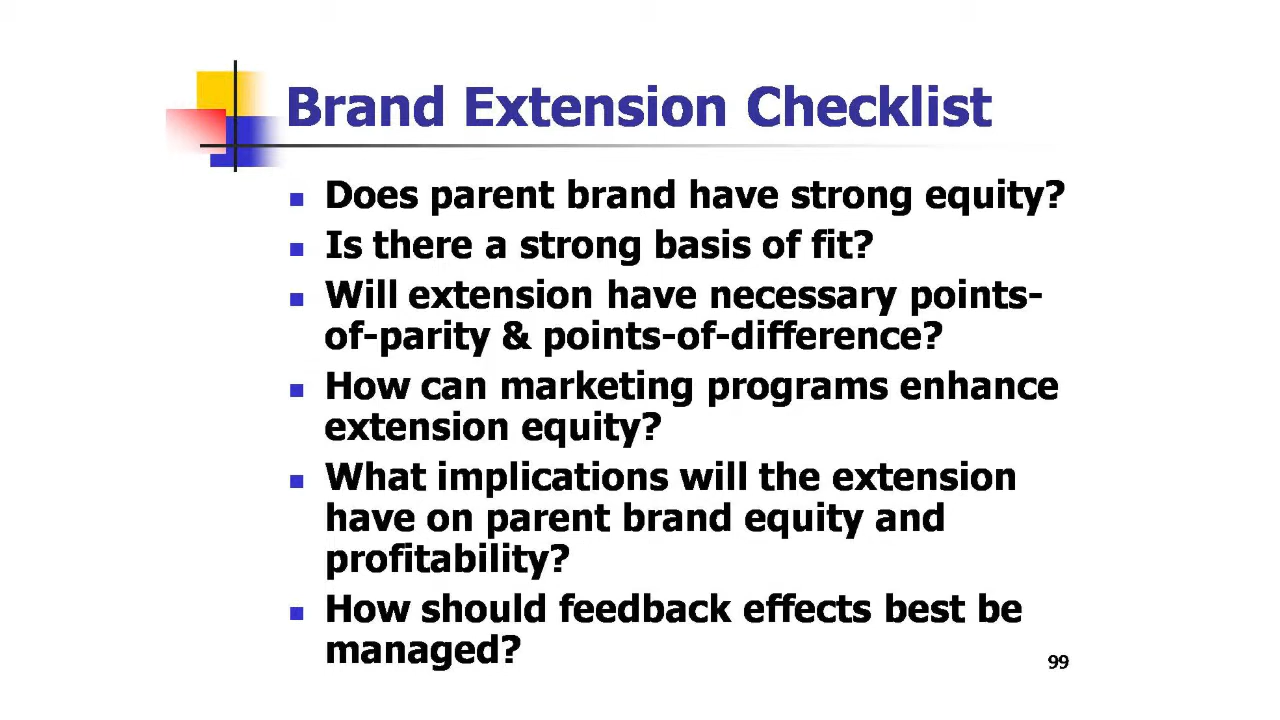 Brand Extension Checklist
Does parent brand have strong equity?
Is there a strong basis of fit?
Will extension have necessary points-
of-parity & points-of-difference?
How can marketing programs enhance
extension equity?
What implications will the extension
have on parent brand equity and
profitability?
How should feedback effects best be
managed?
99